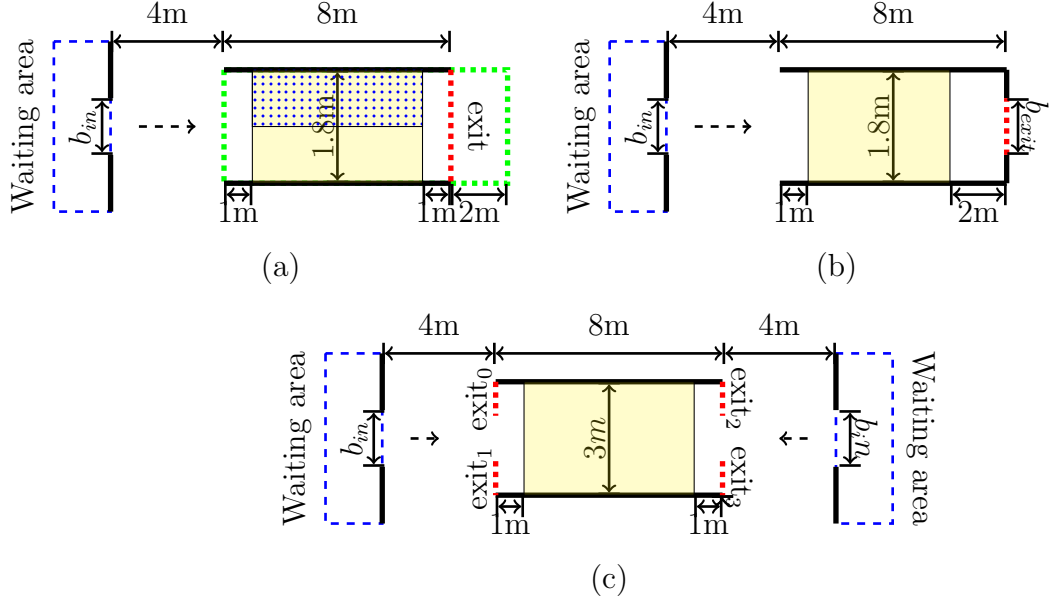 4m
8m
Waiting area
b_in
1.8m
exit
1m
1m
2m
(a)
4m
8m
Waiting area
b_in
1.8m
b_exit
1m
2m
(b)
4m
8m
4m
Waiting area
b_in
exit_0
exit_1
3m
exit_2
exit_3
b_in
Waiting area
1m
1m
(c)